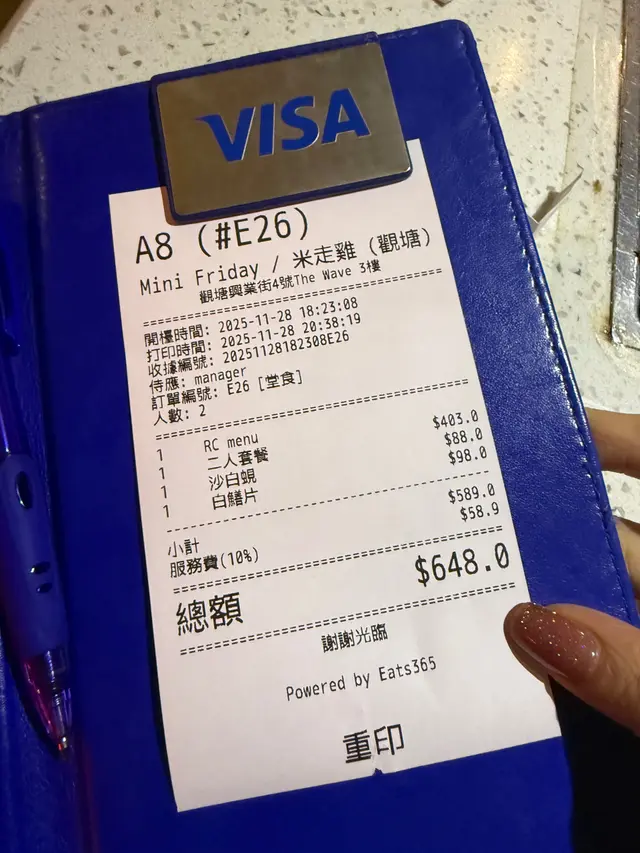 VISA
A8 (#E26)
Mini Friday / 米走雞 (觀塘)
觀塘興業街4號The Wave 3樓
開檯時間: 2025-11-28 18:23:08
打印時間: 2025-11-28 20:38:19
收據編號: 20251128182308E26
侍應: manager
訂單編號: E26 [堂食]
人數: 2
1 RC menu
1 二人套餐 $403.0
1 沙白蜆 $88.0
1 白鱔片 $98.0
小計 $589.0
服務費(10%) $58.9
總額 $648.0
謝謝光臨
Powered by Eats365
重印